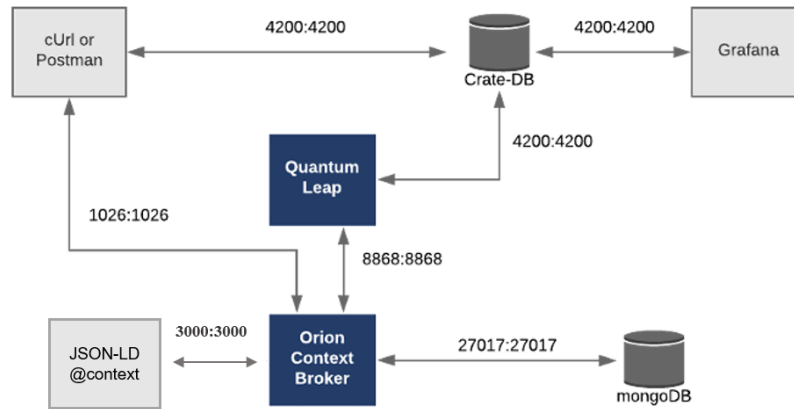 cUrl or
Postman
4200:4200
Crate-DB
4200:4200
Grafana
4200:4200
Quantum
Leap
1026:1026
8868:8868
JSON-LD
@context
3000:3000
Orion
Context
Broker
27017:27017
mongoDB